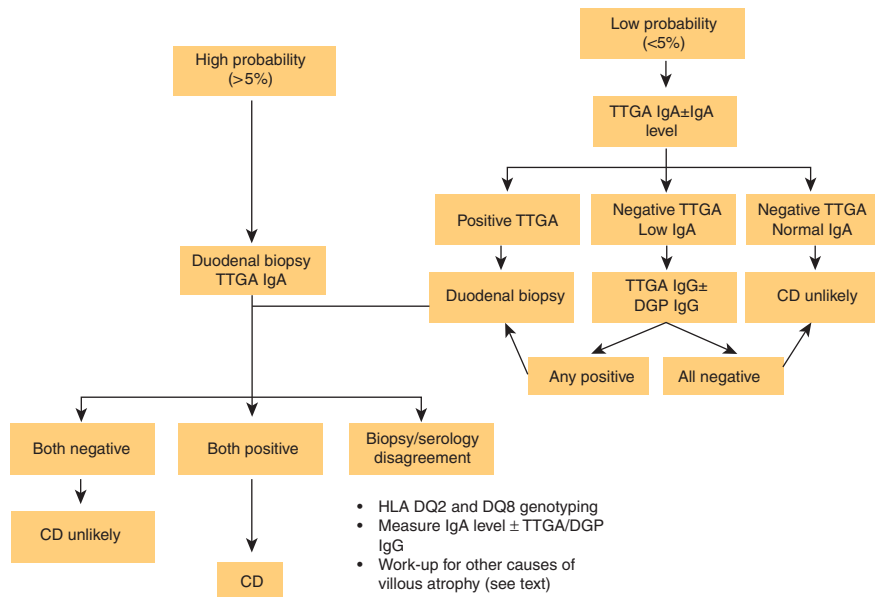 High probability
(>5%)
Low probability
(<5%)
TTGA IgA±IgA
level
Positive TTGA
Negative TTGA
Low IgA
Negative TTGA
Normal IgA
Duodenal biopsy
TTGA IgA
Duodenal biopsy
TTGA IgG±
DGP IgG
CD unlikely
Any positive
All negative
Both negative
Both positive
Biopsy/serology
disagreement
CD unlikely
CD
• HLA DQ2 and DQ8 genotyping
• Measure IgA level ± TTGA/DGP
IgG
• Work-up for other causes of
villous atrophy (see text)